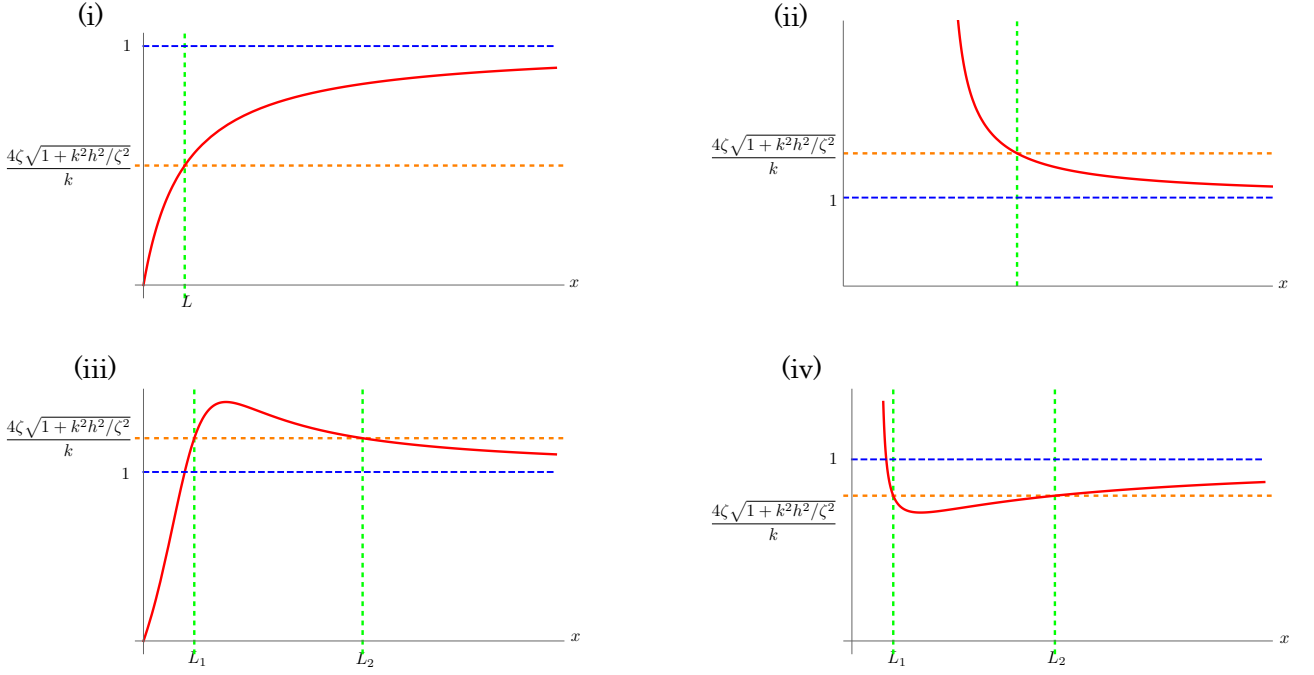 (i)
1
4ζ√1 + k²h²/ζ²
k
x
L
(ii)
4ζ√1 + k²h²/ζ²
k
1
x
(iii)
4ζ√1 + k²h²/ζ²
k
1
x
L₁
L₂
(iv)
1
4ζ√1 + k²h²/ζ²
k
x
L₁
L₂